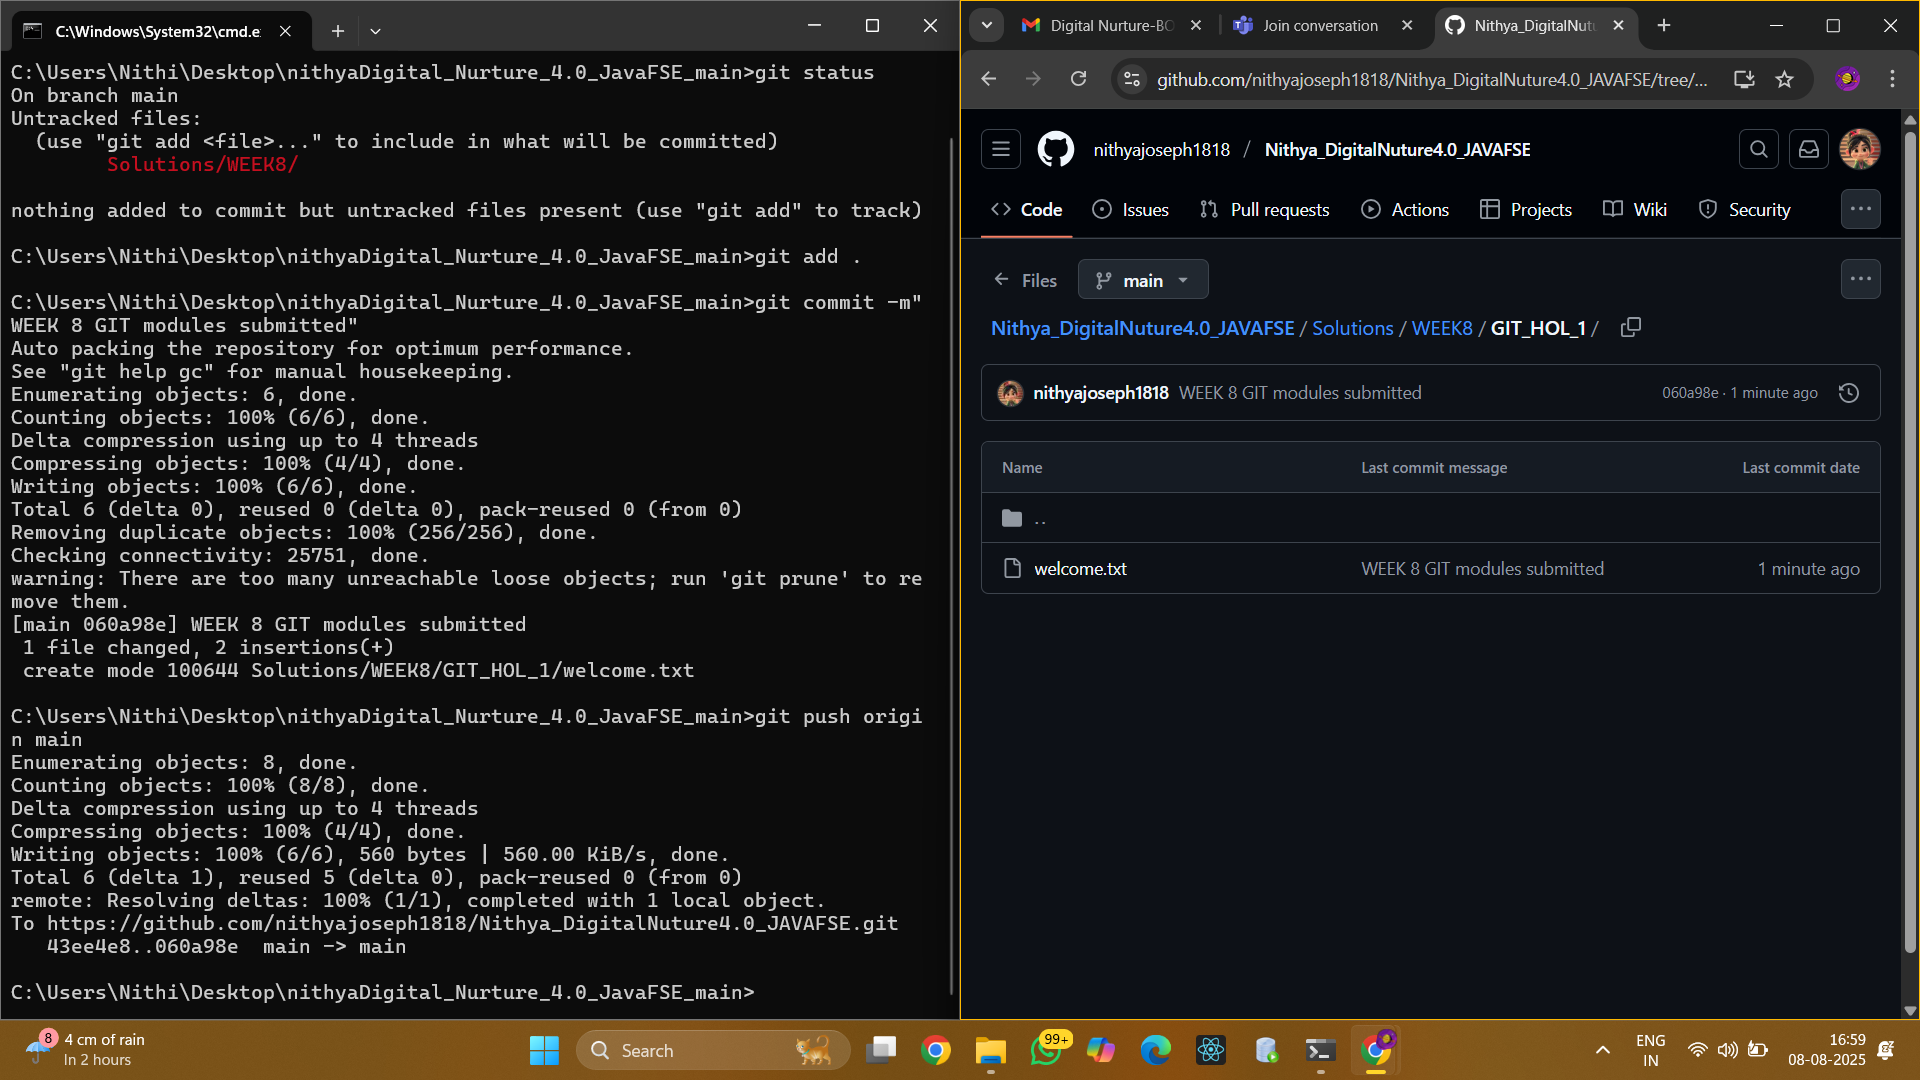 C:\Windows\System32\cmd.e
C:\Users\Nithi\Desktop\nithyaDigital_Nurture_4.0_JavaFSE_main>git status
On branch main
Untracked files:
  (use "git add <file>..." to include in what will be committed)
        Solutions/WEEK8/
nothing added to commit but untracked files present (use "git add" to track)
C:\Users\Nithi\Desktop\nithyaDigital_Nurture_4.0_JavaFSE_main>git add .
C:\Users\Nithi\Desktop\nithyaDigital_Nurture_4.0_JavaFSE_main>git commit -m"
WEEK 8 GIT modules submitted"
Auto packing the repository for optimum performance.
See "git help gc" for manual housekeeping.
Enumerating objects: 6, done.
Counting objects: 100% (6/6), done.
Delta compression using up to 4 threads
Compressing objects: 100% (4/4), done.
Writing objects: 100% (6/6), done.
Total 6 (delta 0), reused 0 (delta 0), pack-reused 0 (from 0)
Removing duplicate objects: 100% (256/256), done.
Checking connectivity: 25751, done.
warning: There are too many unreachable loose objects; run 'git prune' to re
move them.
[main 060a98e] WEEK 8 GIT modules submitted
 1 file changed, 2 insertions(+)
 create mode 100644 Solutions/WEEK8/GIT_HOL_1/welcome.txt
C:\Users\Nithi\Desktop\nithyaDigital_Nurture_4.0_JavaFSE_main>git push origi
n main
Enumerating objects: 8, done.
Counting objects: 100% (8/8), done.
Delta compression using up to 4 threads
Compressing objects: 100% (4/4), done.
Writing objects: 100% (6/6), 560 bytes | 560.00 KiB/s, done.
Total 6 (delta 1), reused 5 (delta 0), pack-reused 0 (from 0)
remote: Resolving deltas: 100% (1/1), completed with 1 local object.
To https://github.com/nithyajoseph1818/Nithya_DigitalNuture4.0_JAVAFSE.git
   43ee4e8..060a98e  main -> main
C:\Users\Nithi\Desktop\nithyaDigital_Nurture_4.0_JavaFSE_main>
Digital Nurture-BO
Join conversation
Nithya_DigitalNut
github.com/nithyajoseph1818/Nithya_DigitalNuture4.0_JAVAFSE/tree/...
nithyajoseph1818 / Nithya_DigitalNuture4.0_JAVAFSE
Code Issues Pull requests Actions Projects Wiki Security
Files main
Nithya_DigitalNuture4.0_JAVAFSE / Solutions / WEEK8 / GIT_HOL_1 /
nithyajoseph1818 WEEK 8 GIT modules submitted 060a98e · 1 minute ago
Name Last commit message Last commit date
..
welcome.txt WEEK 8 GIT modules submitted 1 minute ago
8
4 cm of rain
In 2 hours
Search
99+
ENG
IN
16:59
08-08-2025